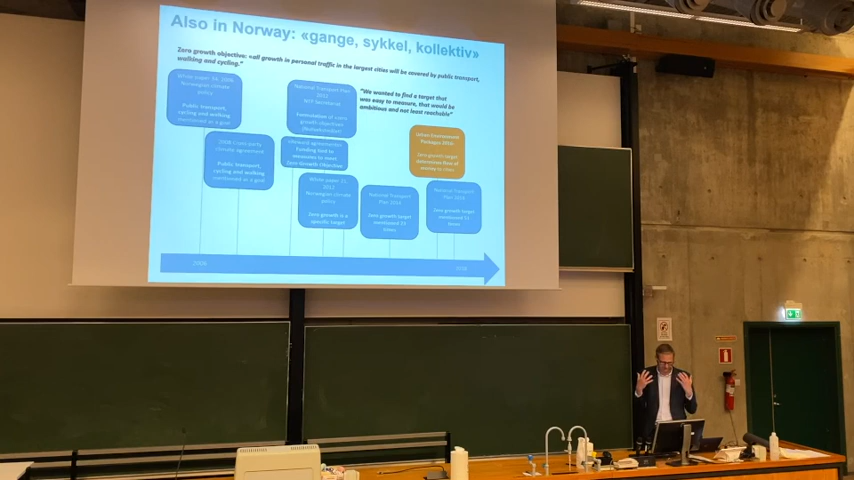 Also in Norway: «gange, sykkel, kollektiv»
Zero growth objective: «all growth in personal traffic in the largest cities will be covered by public transport,
walking and cycling.”
“We wanted to find a target that
was easy to measure, that would be
ambitious and not least reachable”
White paper 34, 2006
Norwegian climate
policy
Public transport,
cycling and walking
mentioned as a goal
2008 Cross-party
climate agreement
Public transport,
cycling and walking
mentioned as a goal
National Transport Plan
2012
Formulation of zero
growth objective
Funding tied to
measures to meet
Zero-Growth Objective
White paper 21,
2012
Norwegian climate
policy
Zero growth is a
specific target
National Transport
Plan 2013
Zero growth target
mentioned 23
times
Urban Environment
Packages 2016
Zero growth target
determines flow of
money to cities
National Transport
Plan 2016
Zero growth target
mentioned 51
times